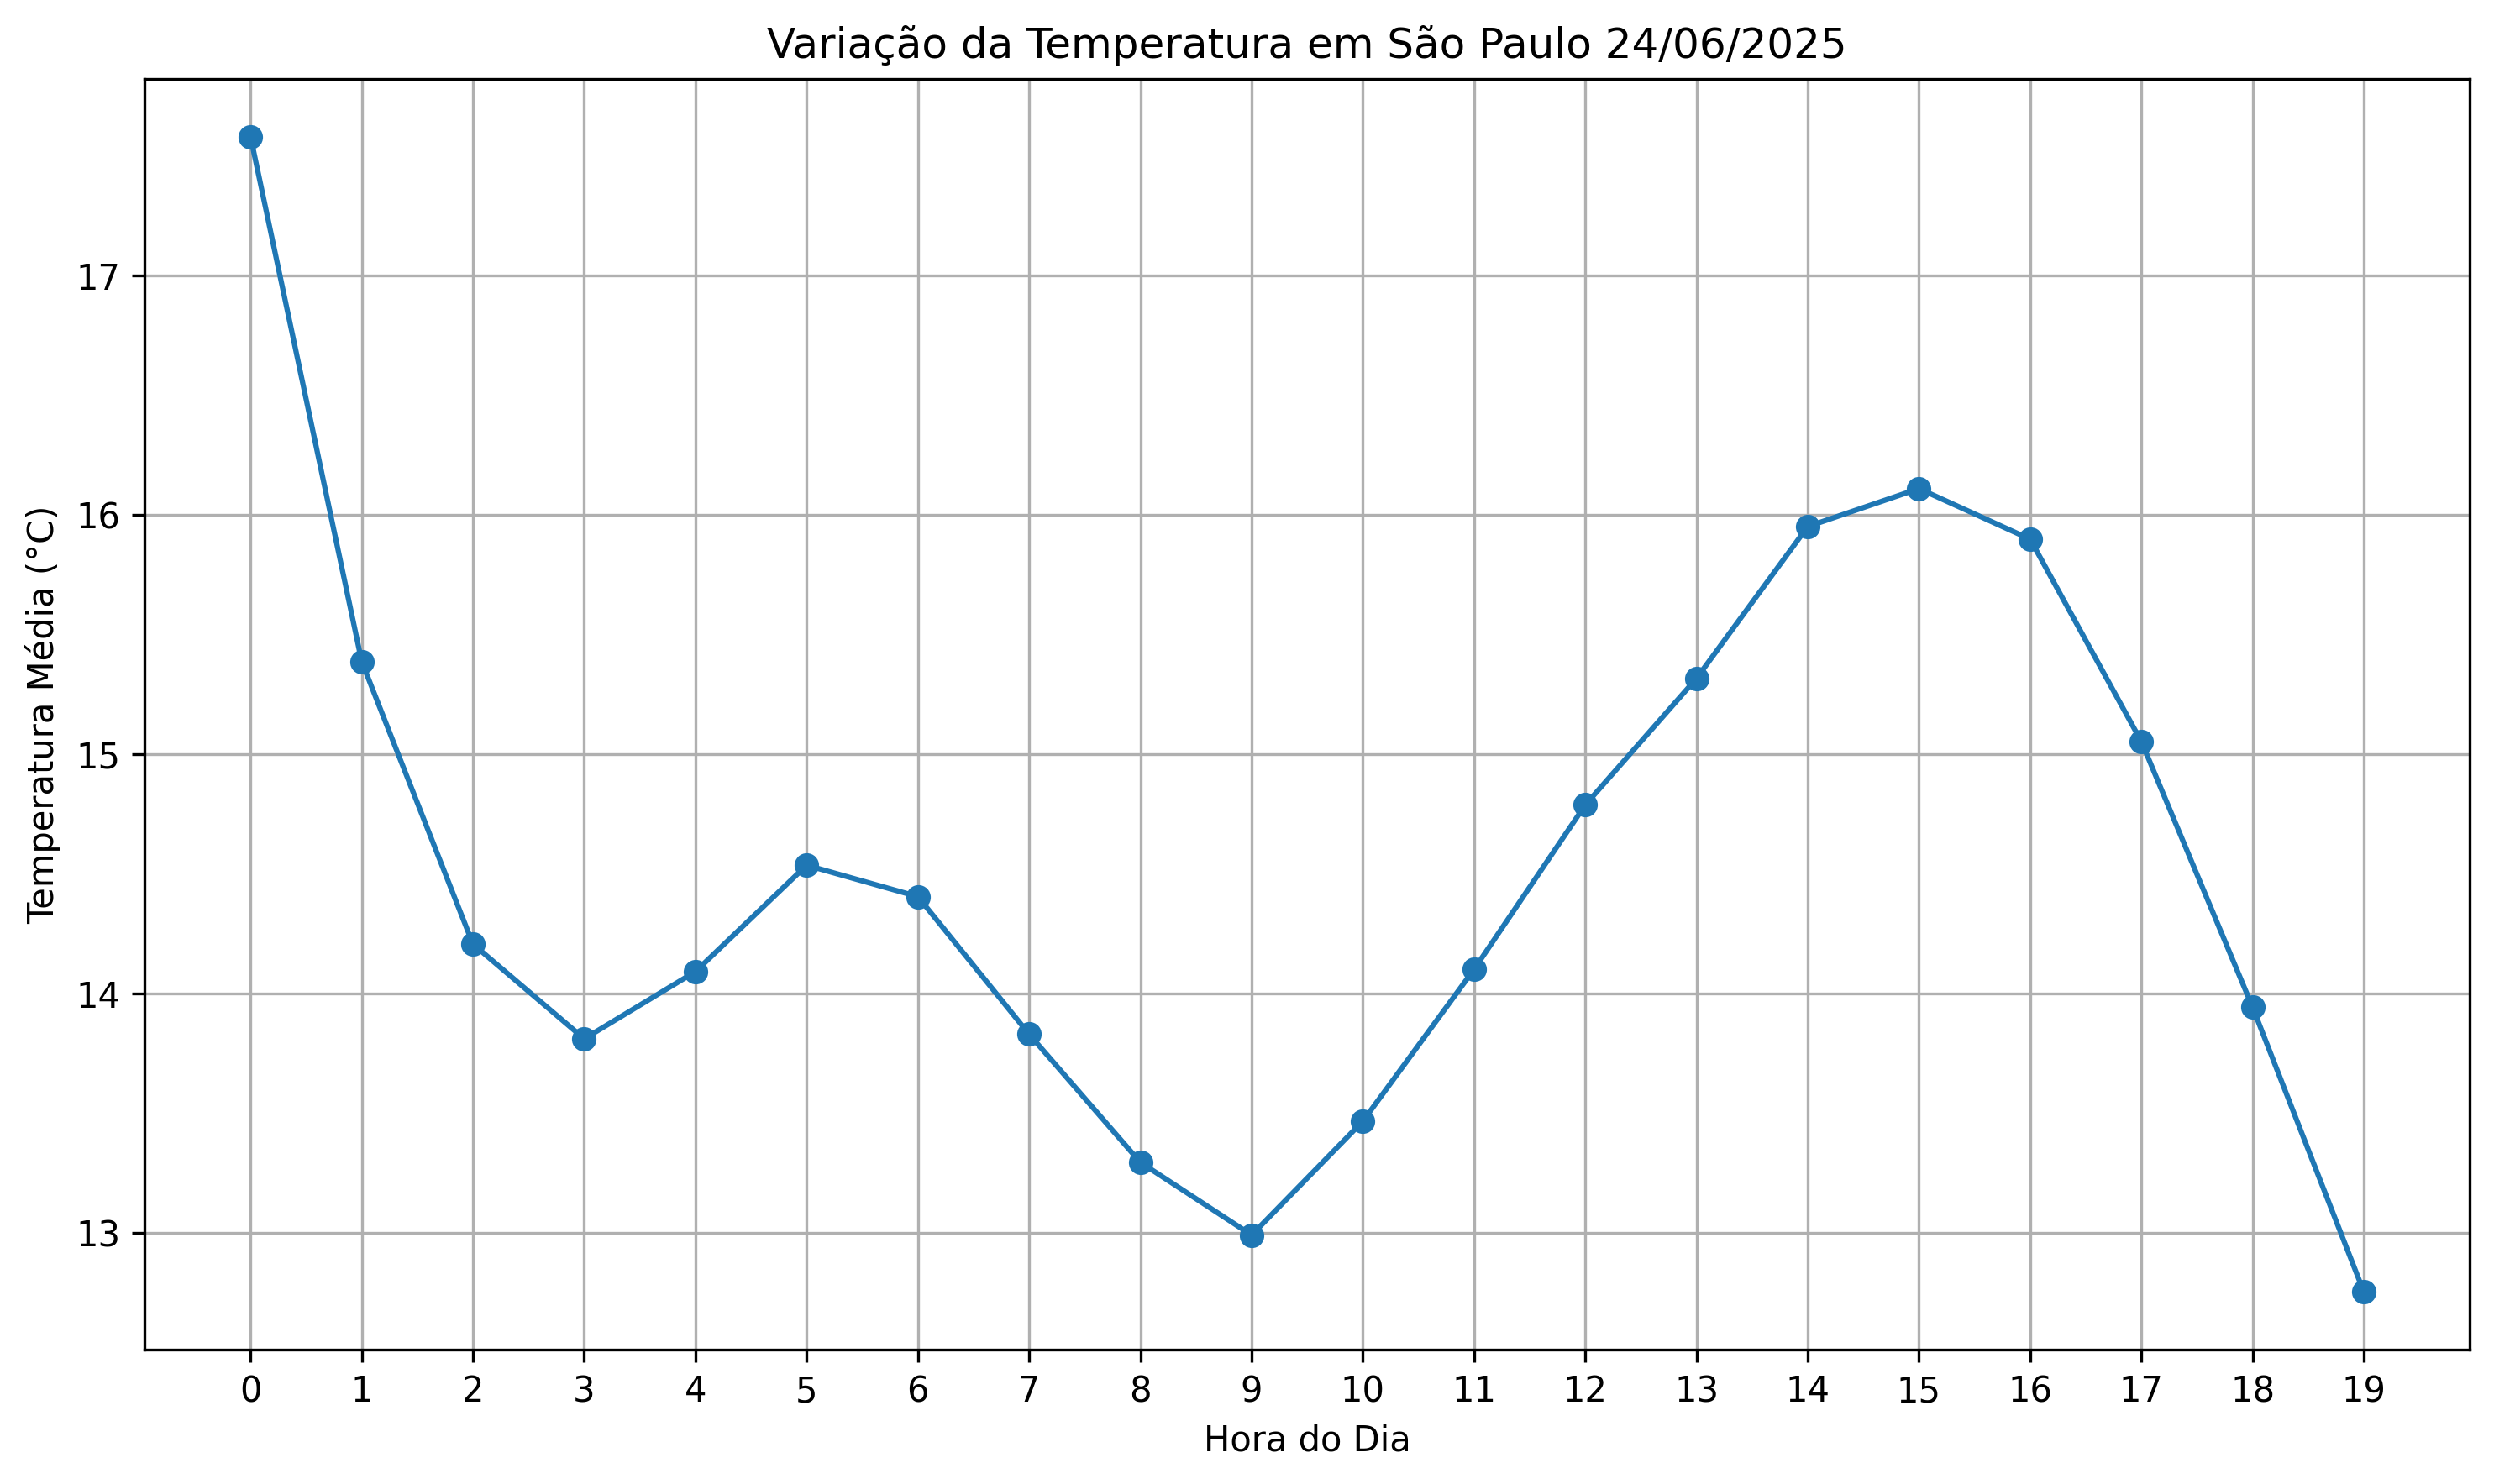 Variação da Temperatura em São Paulo 24/06/2025
Temperatura Média (°C)
17
16
15
14
13
0 1 2 3 4 5 6 7 8 9 10 11 12 13 14 15 16 17 18 19
Hora do Dia